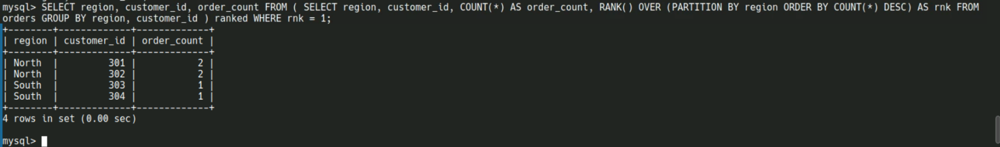 mysql> SELECT region, customer_id, order_count FROM ( SELECT region, customer_id, COUNT(*) AS order_count, RANK() OVER (PARTITION BY region ORDER BY COUNT(*) DESC) AS rnk FROM
orders GROUP BY region, customer_id ) ranked WHERE rnk = 1;
+--------+-------------+-------------+
| region | customer_id | order_count |
+--------+-------------+-------------+
| North  |         301 |           2 |
| North  |         302 |           2 |
| South  |         303 |           1 |
| South  |         304 |           1 |
+--------+-------------+-------------+
4 rows in set (0.00 sec)

mysql>